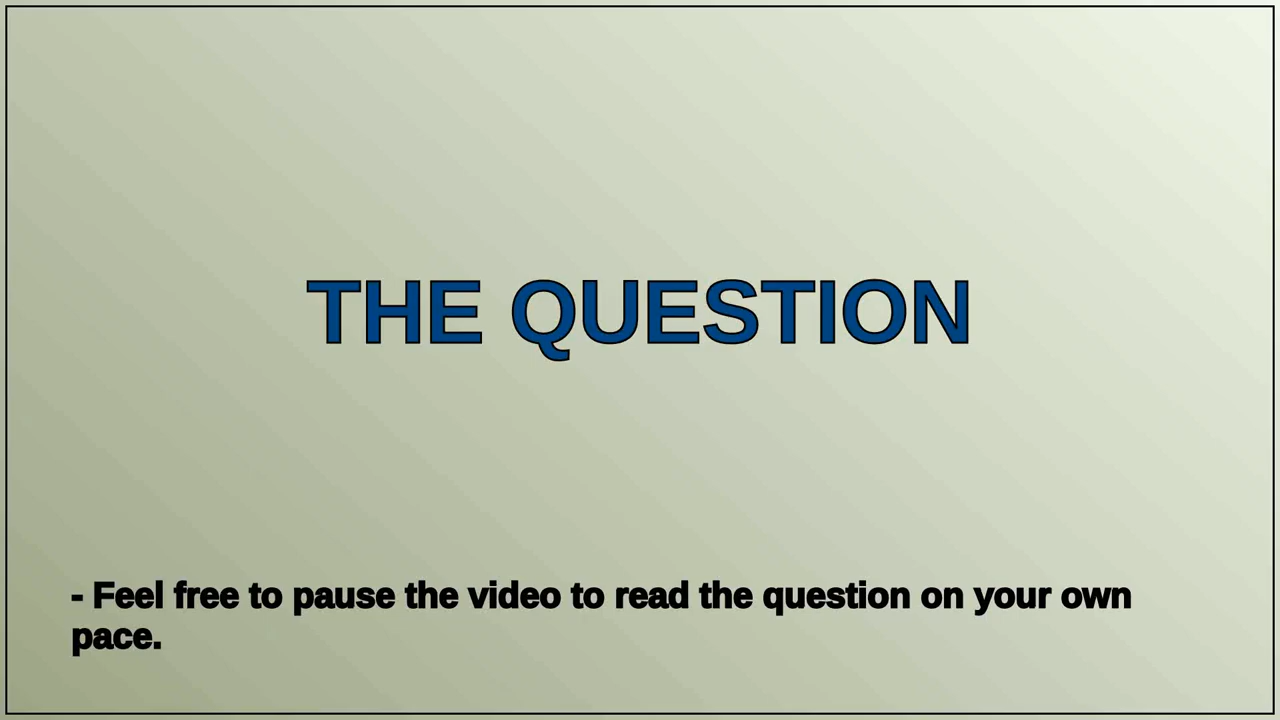 THE QUESTION
- Feel free to pause the video to read the question on your own
pace.